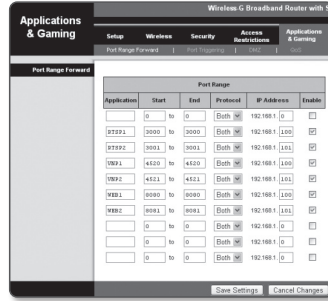 Wireless-G Broadband Router with S
Applications & Gaming
Setup Wireless Security Access Restrictions Applications & Gaming
Port Range Forward | Port Triggering | DMZ | QoS
Port Range Forward
Port Range
Application Start End Protocol IP Address Enable
0 to 0 Both 192.168.1. 0
RTSP1 3000 to 3000 Both 192.168.1. 100
RTSP2 3001 to 3001 Both 192.168.1. 101
VNP1 4520 to 4520 Both 192.168.1. 100
VNP2 4521 to 4521 Both 192.168.1. 101
WEB1 8080 to 8080 Both 192.168.1. 100
WEB2 8081 to 8081 Both 192.168.1. 101
0 to 0 Both 192.168.1. 0
0 to 0 Both 192.168.1. 0
0 to 0 Both 192.168.1. 0
Save Settings Cancel Changes